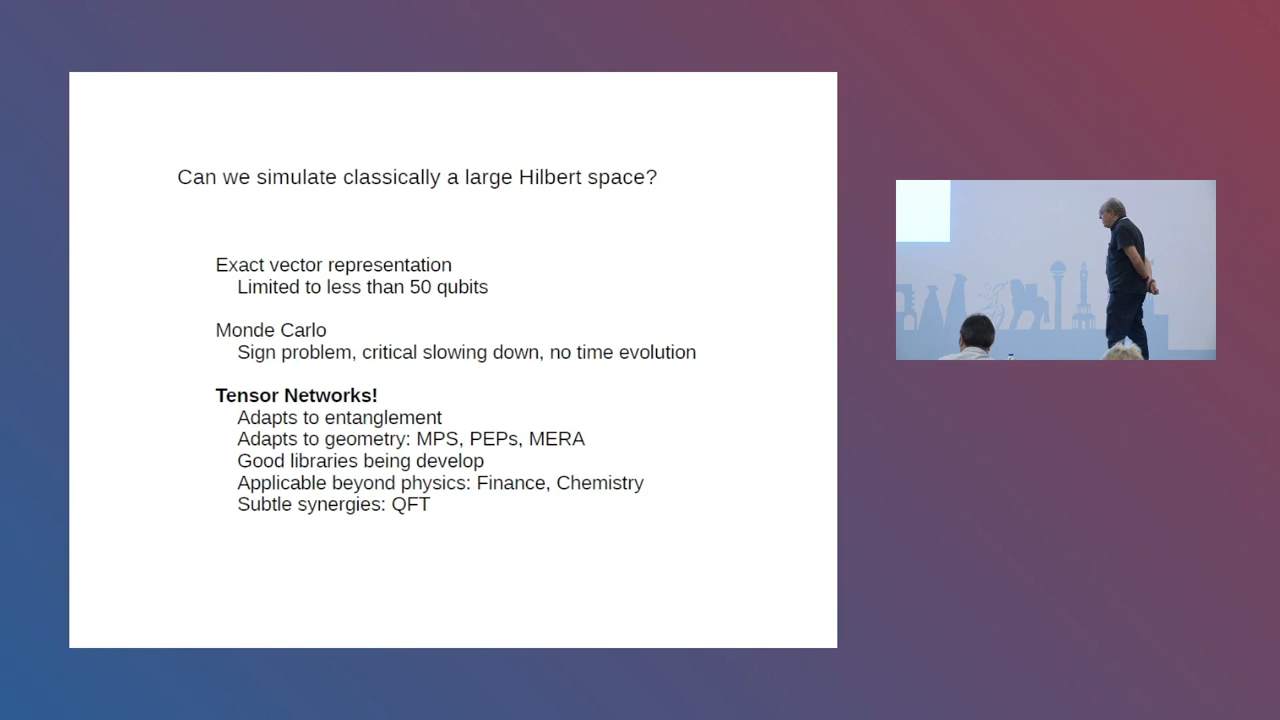 Can we simulate classically a large Hilbert space?
Exact vector representation
Limited to less than 50 qubits
Monde Carlo
Sign problem, critical slowing down, no time evolution
Tensor Networks!
Adapts to entanglement
Adapts to geometry: MPS, PEPs, MERA
Good libraries being develop
Applicable beyond physics: Finance, Chemistry
Subtle synergies: QFT